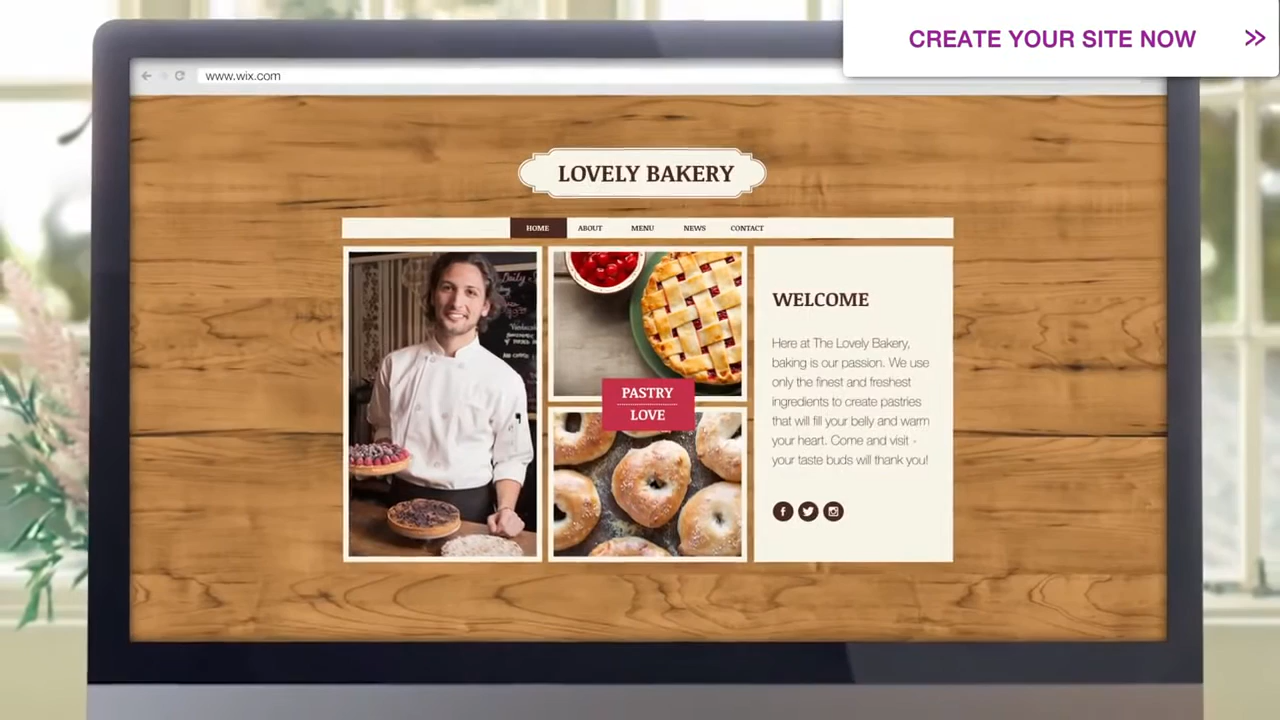 CREATE YOUR SITE NOW >>
www.wix.com
LOVELY BAKERY
HOME ABOUT MENU NEWS CONTACT
WELCOME
Here at The Lovely Bakery,
baking is our passion. We use
only the finest and freshest
ingredients to create pastries
that will fill your belly and warm
your heart. Come and visit -
your taste buds will thank you!
PASTRY
LOVE
Daily